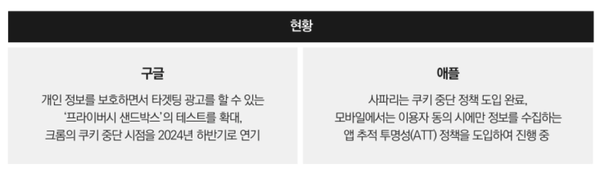 현황
구글
개인 정보를 보호하면서 타겟팅 광고를 할 수 있는
‘프라이버시 샌드박스’의 테스트를 확대,
크롬의 쿠키 중단 시점을 2024년 하반기로 연기
애플
사파리는 쿠키 중단 정책 도입 완료,
모바일에서는 이용자 동의 시에만 정보를 수집하는
앱 추적 투명성(ATT) 정책을 도입하여 진행 중